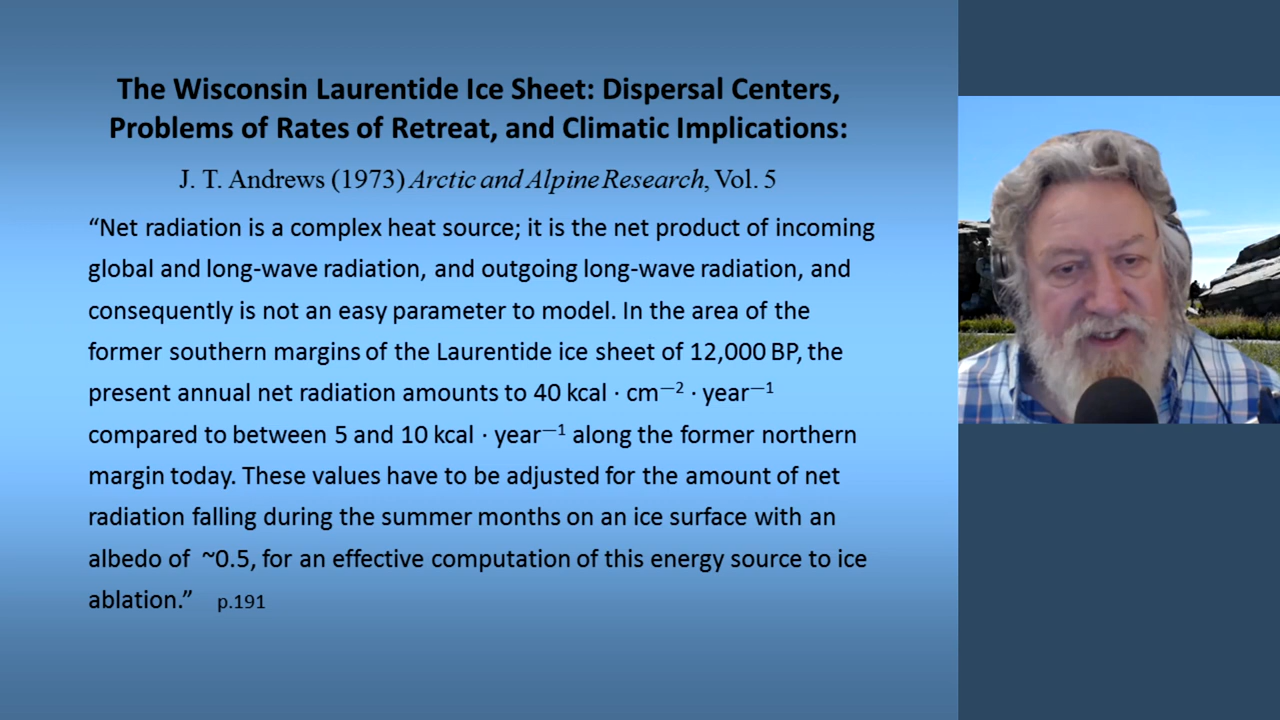 The Wisconsin Laurentide Ice Sheet: Dispersal Centers,
Problems of Rates of Retreat, and Climatic Implications:
J. T. Andrews (1973) Arctic and Alpine Research, Vol. 5
“Net radiation is a complex heat source; it is the net product of incoming
global and long-wave radiation, and outgoing long-wave radiation, and
consequently is not an easy parameter to model. In the area of the
former southern margins of the Laurentide ice sheet of 12,000 BP, the
present annual net radiation amounts to 40 kcal · cm⁻² · year⁻¹
compared to between 5 and 10 kcal · year⁻¹ along the former northern
margin today. These values have to be adjusted for the amount of net
radiation falling during the summer months on an ice surface with an
albedo of ~0.5, for an effective computation of this energy source to ice
ablation.” p.191